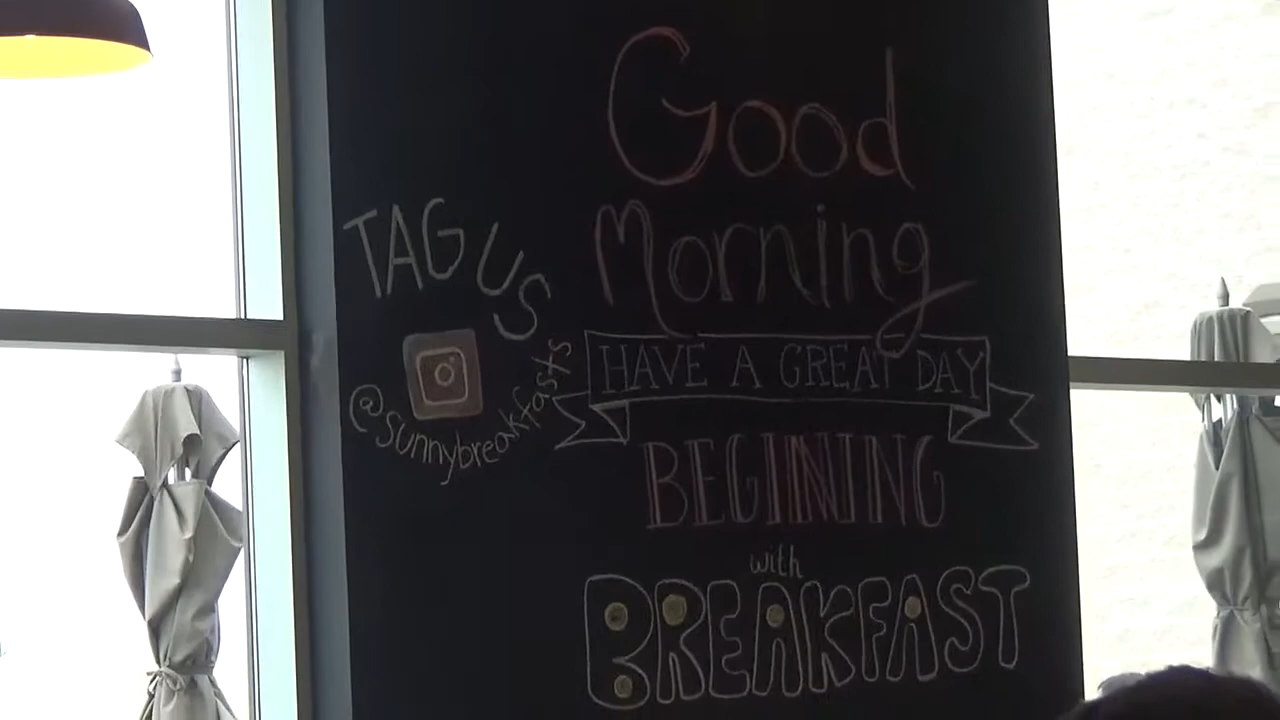 TAG US
@sunnybreakfasts
Good
Morning
HAVE A GREAT DAY
BEGINING
with
BREAKFAST